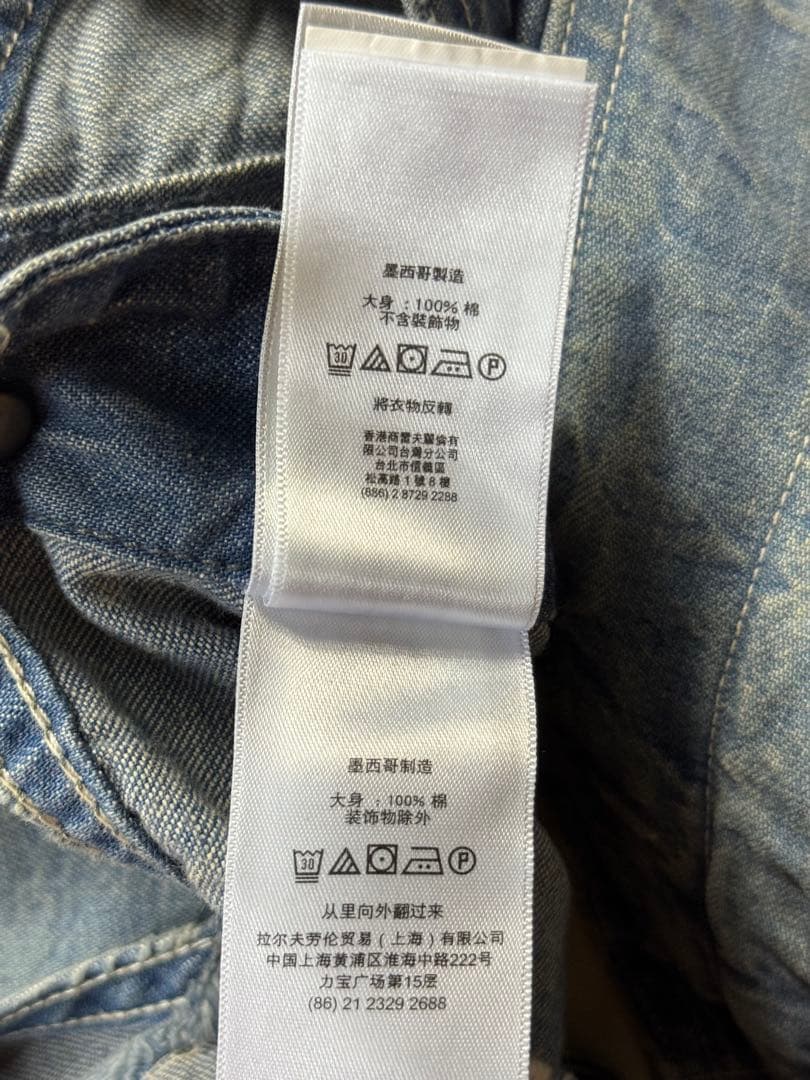 墨西哥製造
大身 : 100% 棉
不含裝飾物
30 P
將衣物反轉
香港商雷夫羅倫有
限公司台灣分公司
台北市信義區
松高路 1 號 8 樓
(886) 2 8729 2288
墨西哥制造
大身 : 100% 棉
装饰物除外
30 P
从里向外翻过来
拉尔夫劳伦贸易 ( 上海 ) 有限公司
中国上海黄浦区淮海中路222号
力宝广场第15层
(86) 21 2329 2688